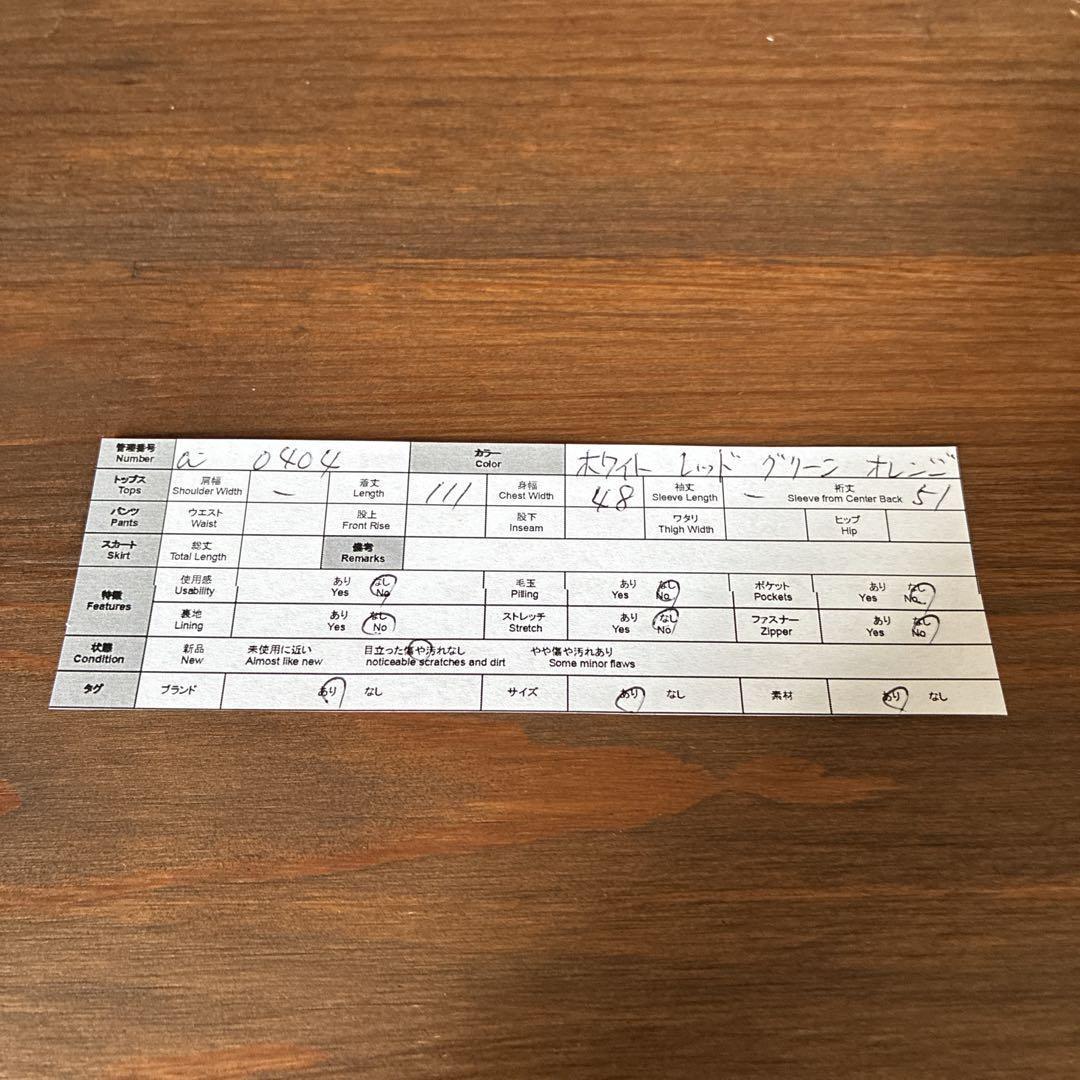 管理番号 Number ai 0404 カラー Color ホワイト レッド グリーン オレンジ
トップス Tops 肩幅 Shoulder Width — 着丈 Length 111 身幅 Chest Width 48 袖丈 Sleeve Length — 裄丈 Sleeve from Center Back 51
パンツ Pants ウエスト Waist 股上 Front Rise 股下 Inseam ワタリ Thigh Width ヒップ Hip
スカート Skirt 総丈 Total Length 備考 Remarks
特徴 Features 使用感 Usability あり Yes なし No 毛玉 Pilling あり Yes なし No ポケット Pockets あり Yes なし No
裏地 Lining あり Yes なし No ストレッチ Stretch あり Yes なし No ファスナー Zipper あり Yes なし No
状態 Condition 新品 New 未使用に近い Almost like new 目立った傷や汚れなし noticeable scratches and dirt やや傷や汚れあり Some minor flaws
タグ ブランド あり なし サイズ あり なし 素材 あり なし